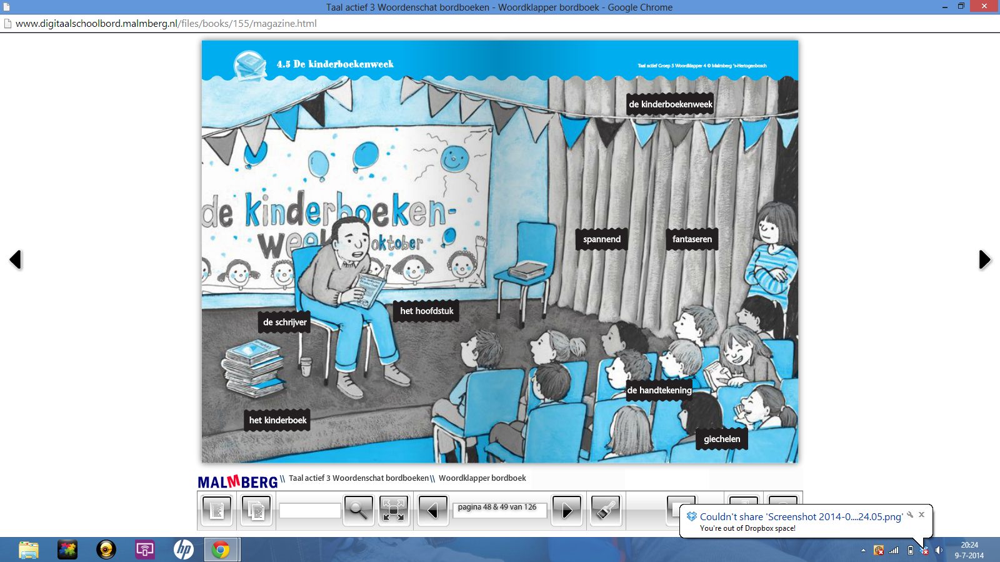 Taal actief 3 Woordenschat bordboeken - Woordklapper bordboek - Google Chrome
www.digitaalschoolbord.malmberg.nl/files/books/155/magazine.html
4.5 De kinderboekenweek
Taal actief Groep 5 Woordklapper 4 © Malmberg 's-Hertogenbosch
de kinderboekenweek
de kinderboeken-
week
oktober
spannend
fantaseren
het hoofdstuk
de schrijver
de handtekening
het kinderboek
giechelen
MALMBERG \\ Taal actief 3 Woordenschat bordboeken \\ Woordklapper bordboek
pagina 48 & 49 van 126
Couldn't share 'Screenshot 2014-0....24.05.png'
You're out of Dropbox space!
hp
20:24
9-7-2014